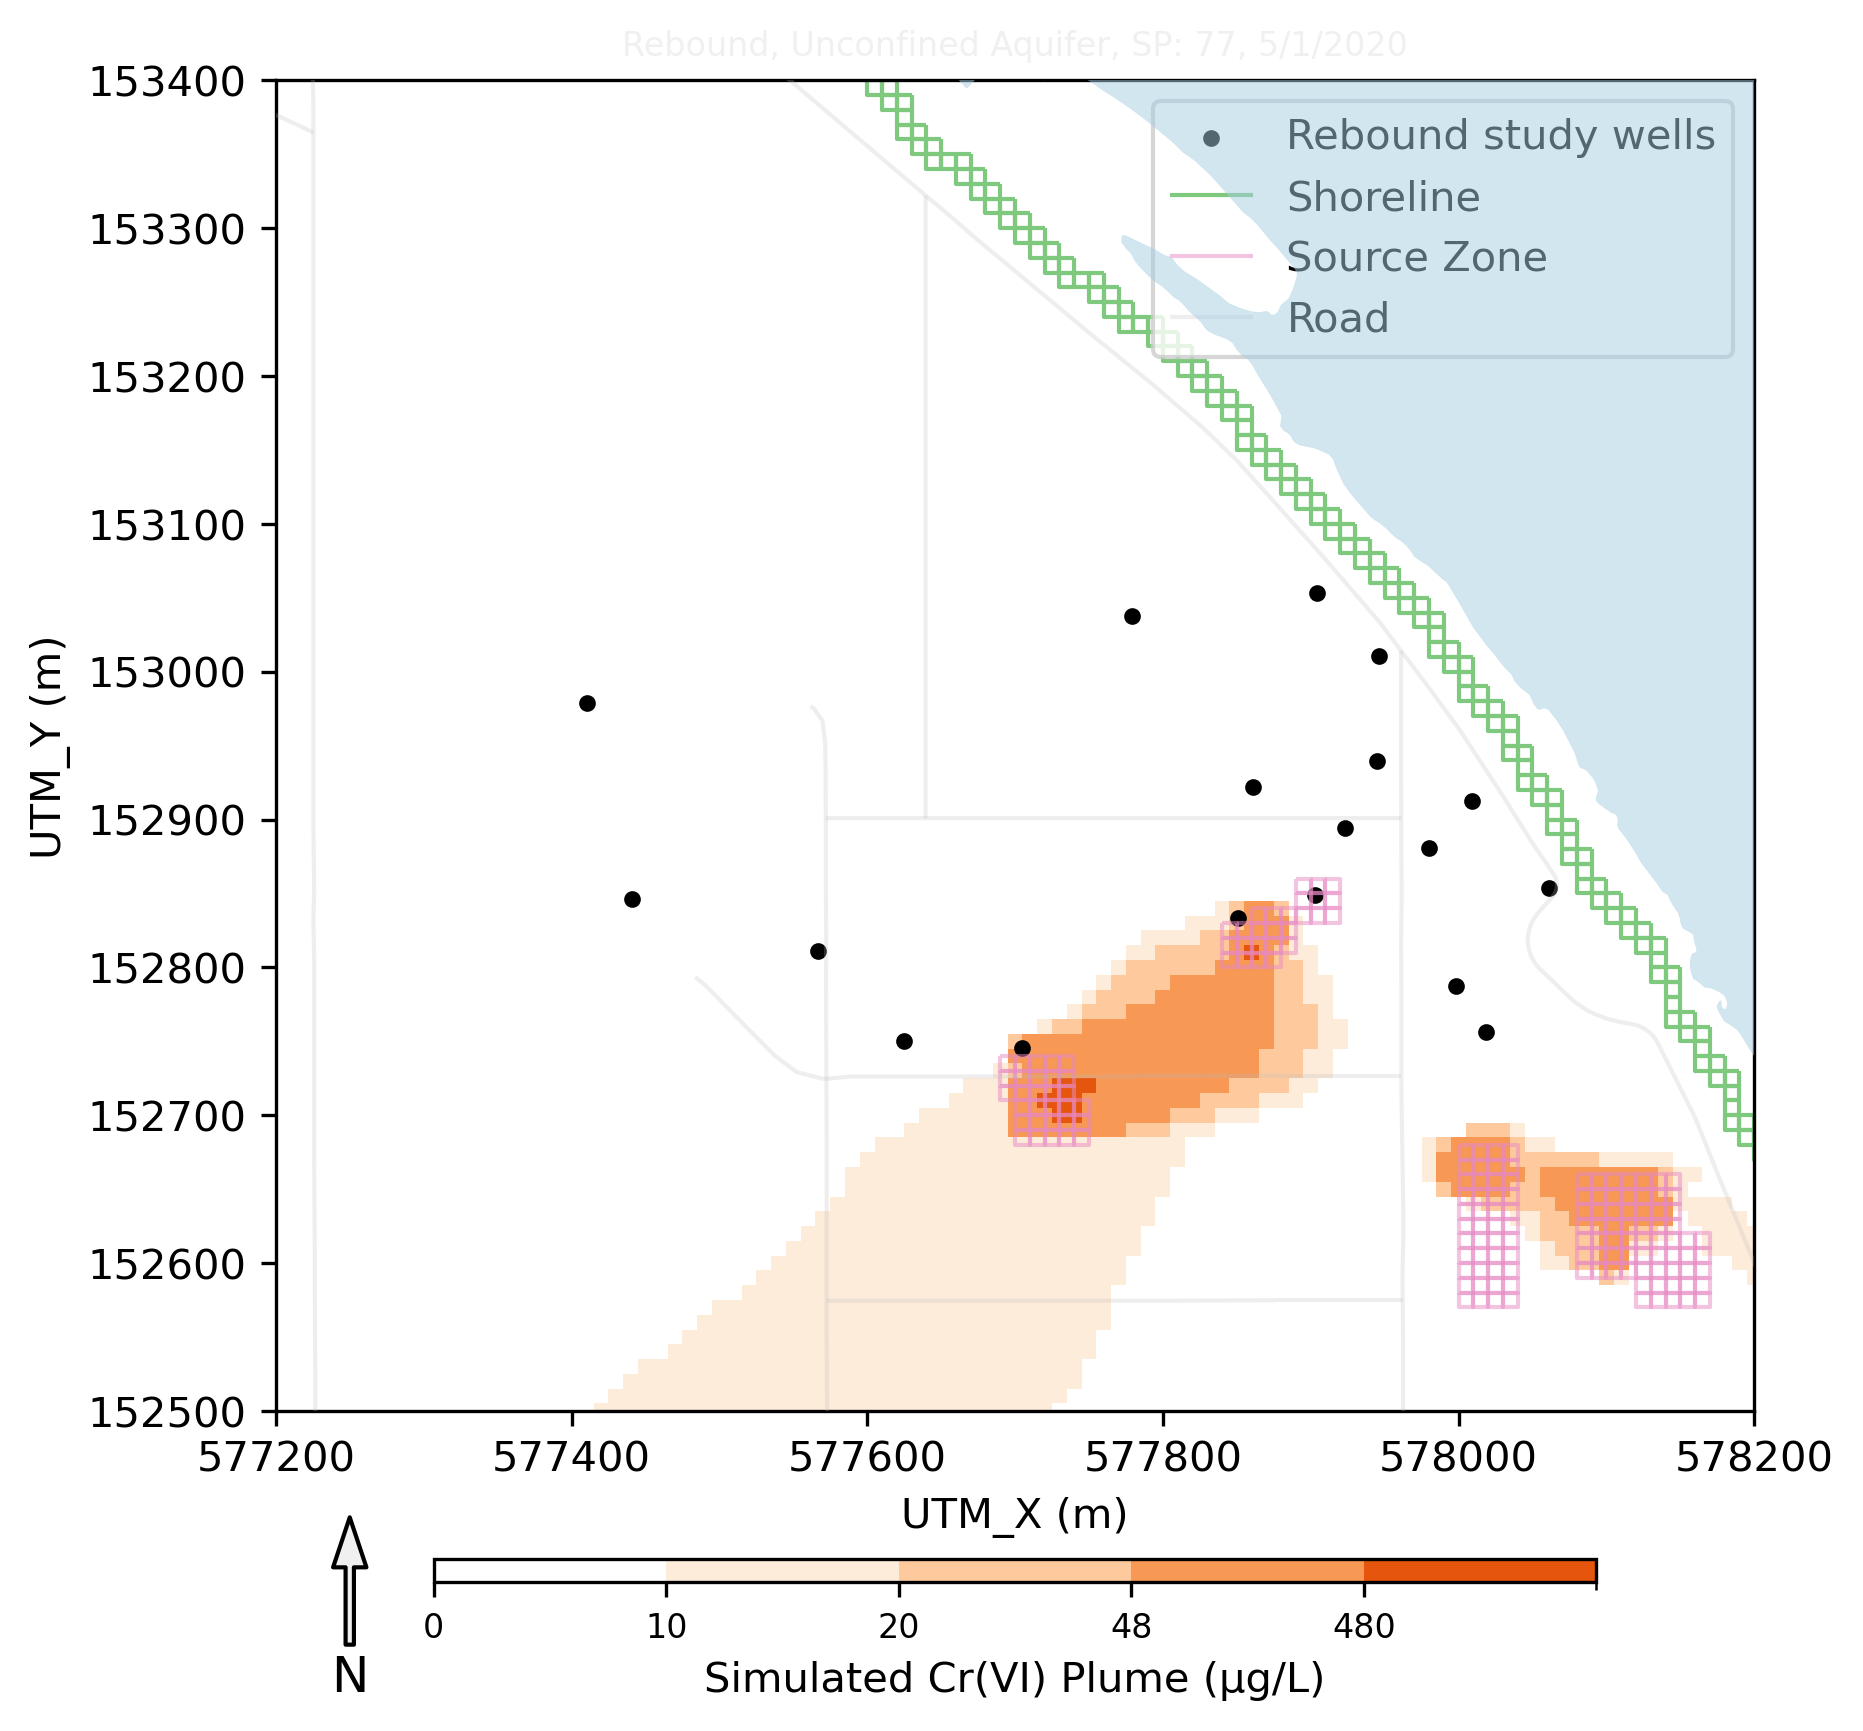 Rebound, Unconfined Aquifer, SP: 77, 5/1/2020
153400
153300
153200
153100
153000
152900
152800
152700
152600
152500
UTM_Y (m)
Rebound study wells
Shoreline
Source Zone
Road
577200 577400 577600 577800 578000 578200
UTM_X (m)
N
0 10 20 48 480
Simulated Cr(VI) Plume (μg/L)